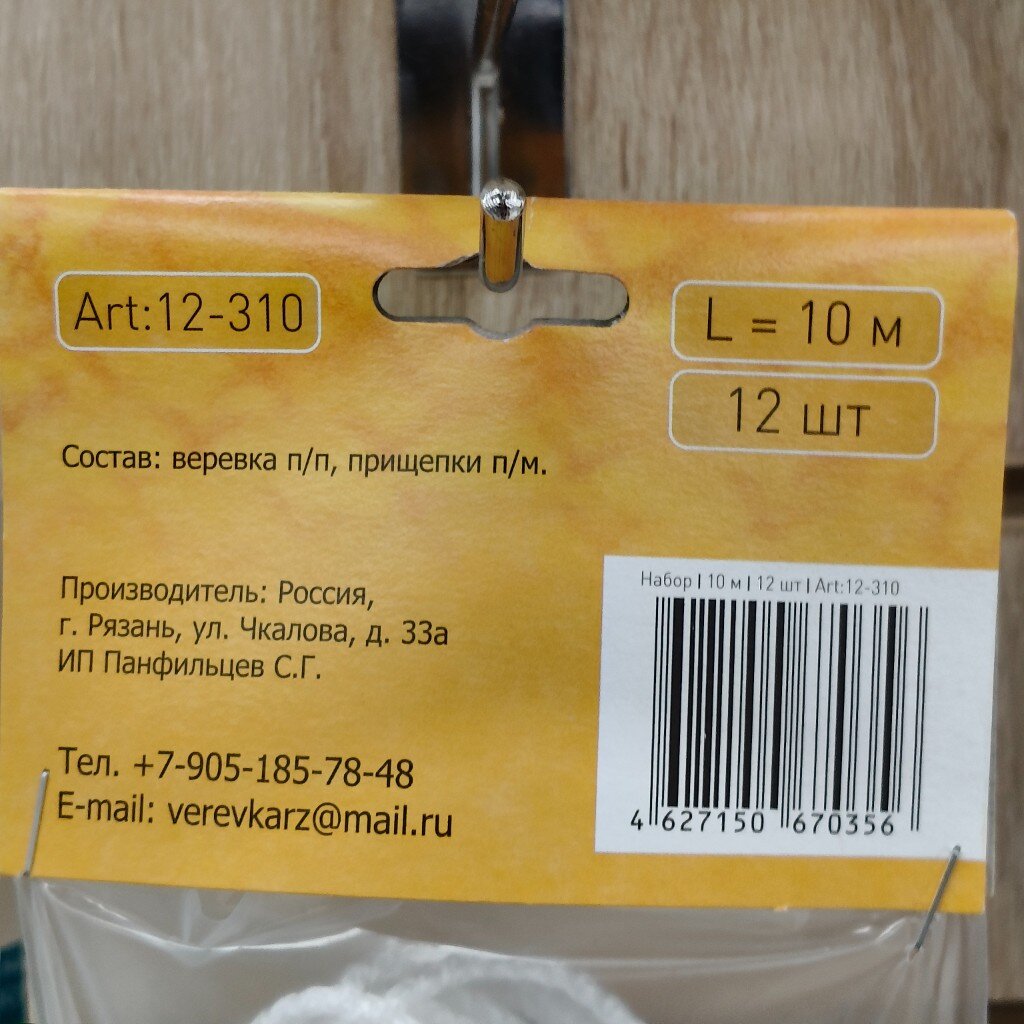 Art:12-310
L = 10 м
12 шт
Состав: веревка п/п, прищепки п/м.
Производитель: Россия,
г. Рязань, ул. Чкалова, д. 33а
ИП Панфильцев С.Г.
Тел. +7-905-185-78-48
E-mail: verevkarz@mail.ru
Набор | 10 м | 12 шт | Art:12-310
4 627150 670356